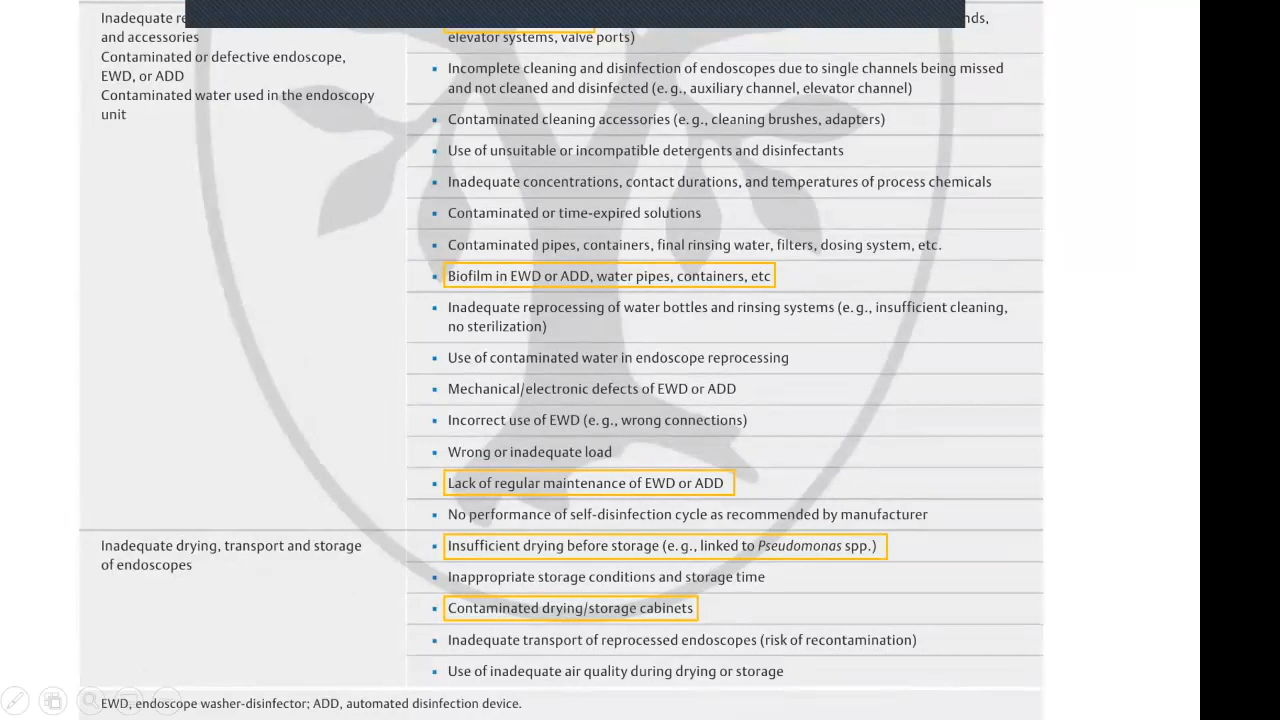 Inadequate
and accessories
Contaminated or defective endoscope,
EWD, or ADD
Contaminated water used in the endoscopy
unit
elevator systems, valve ports)
Incomplete cleaning and disinfection of endoscopes due to single channels being missed
and not cleaned and disinfected (e. g., auxiliary channel, elevator channel)
Contaminated cleaning accessories (e. g., cleaning brushes, adapters)
Use of unsuitable or incompatible detergents and disinfectants
Inadequate concentrations, contact durations, and temperatures of process chemicals
Contaminated or time-expired solutions
Contaminated pipes, containers, final rinsing water, filters, dosing system, etc.
Biofilm in EWD or ADD, water pipes, containers, etc
Inadequate reprocessing of water bottles and rinsing systems (e. g., insufficient cleaning,
no sterilization)
Use of contaminated water in endoscope reprocessing
Mechanical/electronic defects of EWD or ADD
Incorrect use of EWD (e. g., wrong connections)
Wrong or inadequate load
Lack of regular maintenance of EWD or ADD
No performance of self-disinfection cycle as recommended by manufacturer
Inadequate drying, transport and storage
of endoscopes
Insufficient drying before storage (e. g., linked to Pseudomonas spp.)
Inappropriate storage conditions and storage time
Contaminated drying/storage cabinets
Inadequate transport of reprocessed endoscopes (risk of recontamination)
Use of inadequate air quality during drying or storage
EWD, endoscope washer-disinfector; ADD, automated disinfection device.